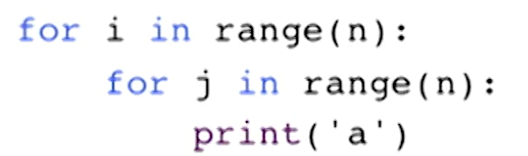 for i in range(n):
    for j in range(n):
        print('a')